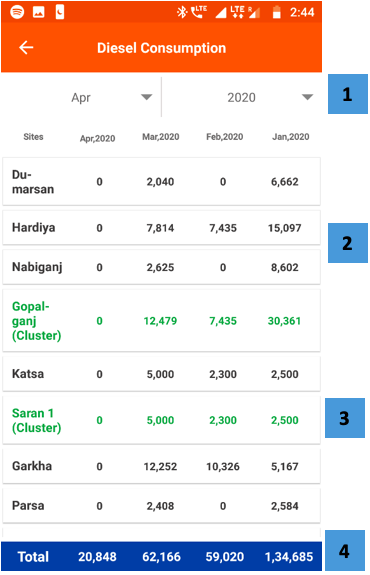 LTE LTE R 2:44
Diesel Consumption
Apr 2020 1
Sites Apr,2020 Mar,2020 Feb,2020 Jan,2020
Du-
marsan 0 2,040 0 6,662
Hardiya 0 7,814 7,435 15,097 2
Nabiganj 0 2,625 0 8,602
Gopal-
ganj 0 12,479 7,435 30,361
(Cluster)
Katsa 0 5,000 2,300 2,500
Saran 1 0 5,000 2,300 2,500 3
(Cluster)
Garkha 0 12,252 10,326 5,167
Parsa 0 2,408 0 2,584
Total 20,848 62,166 59,020 1,34,685 4